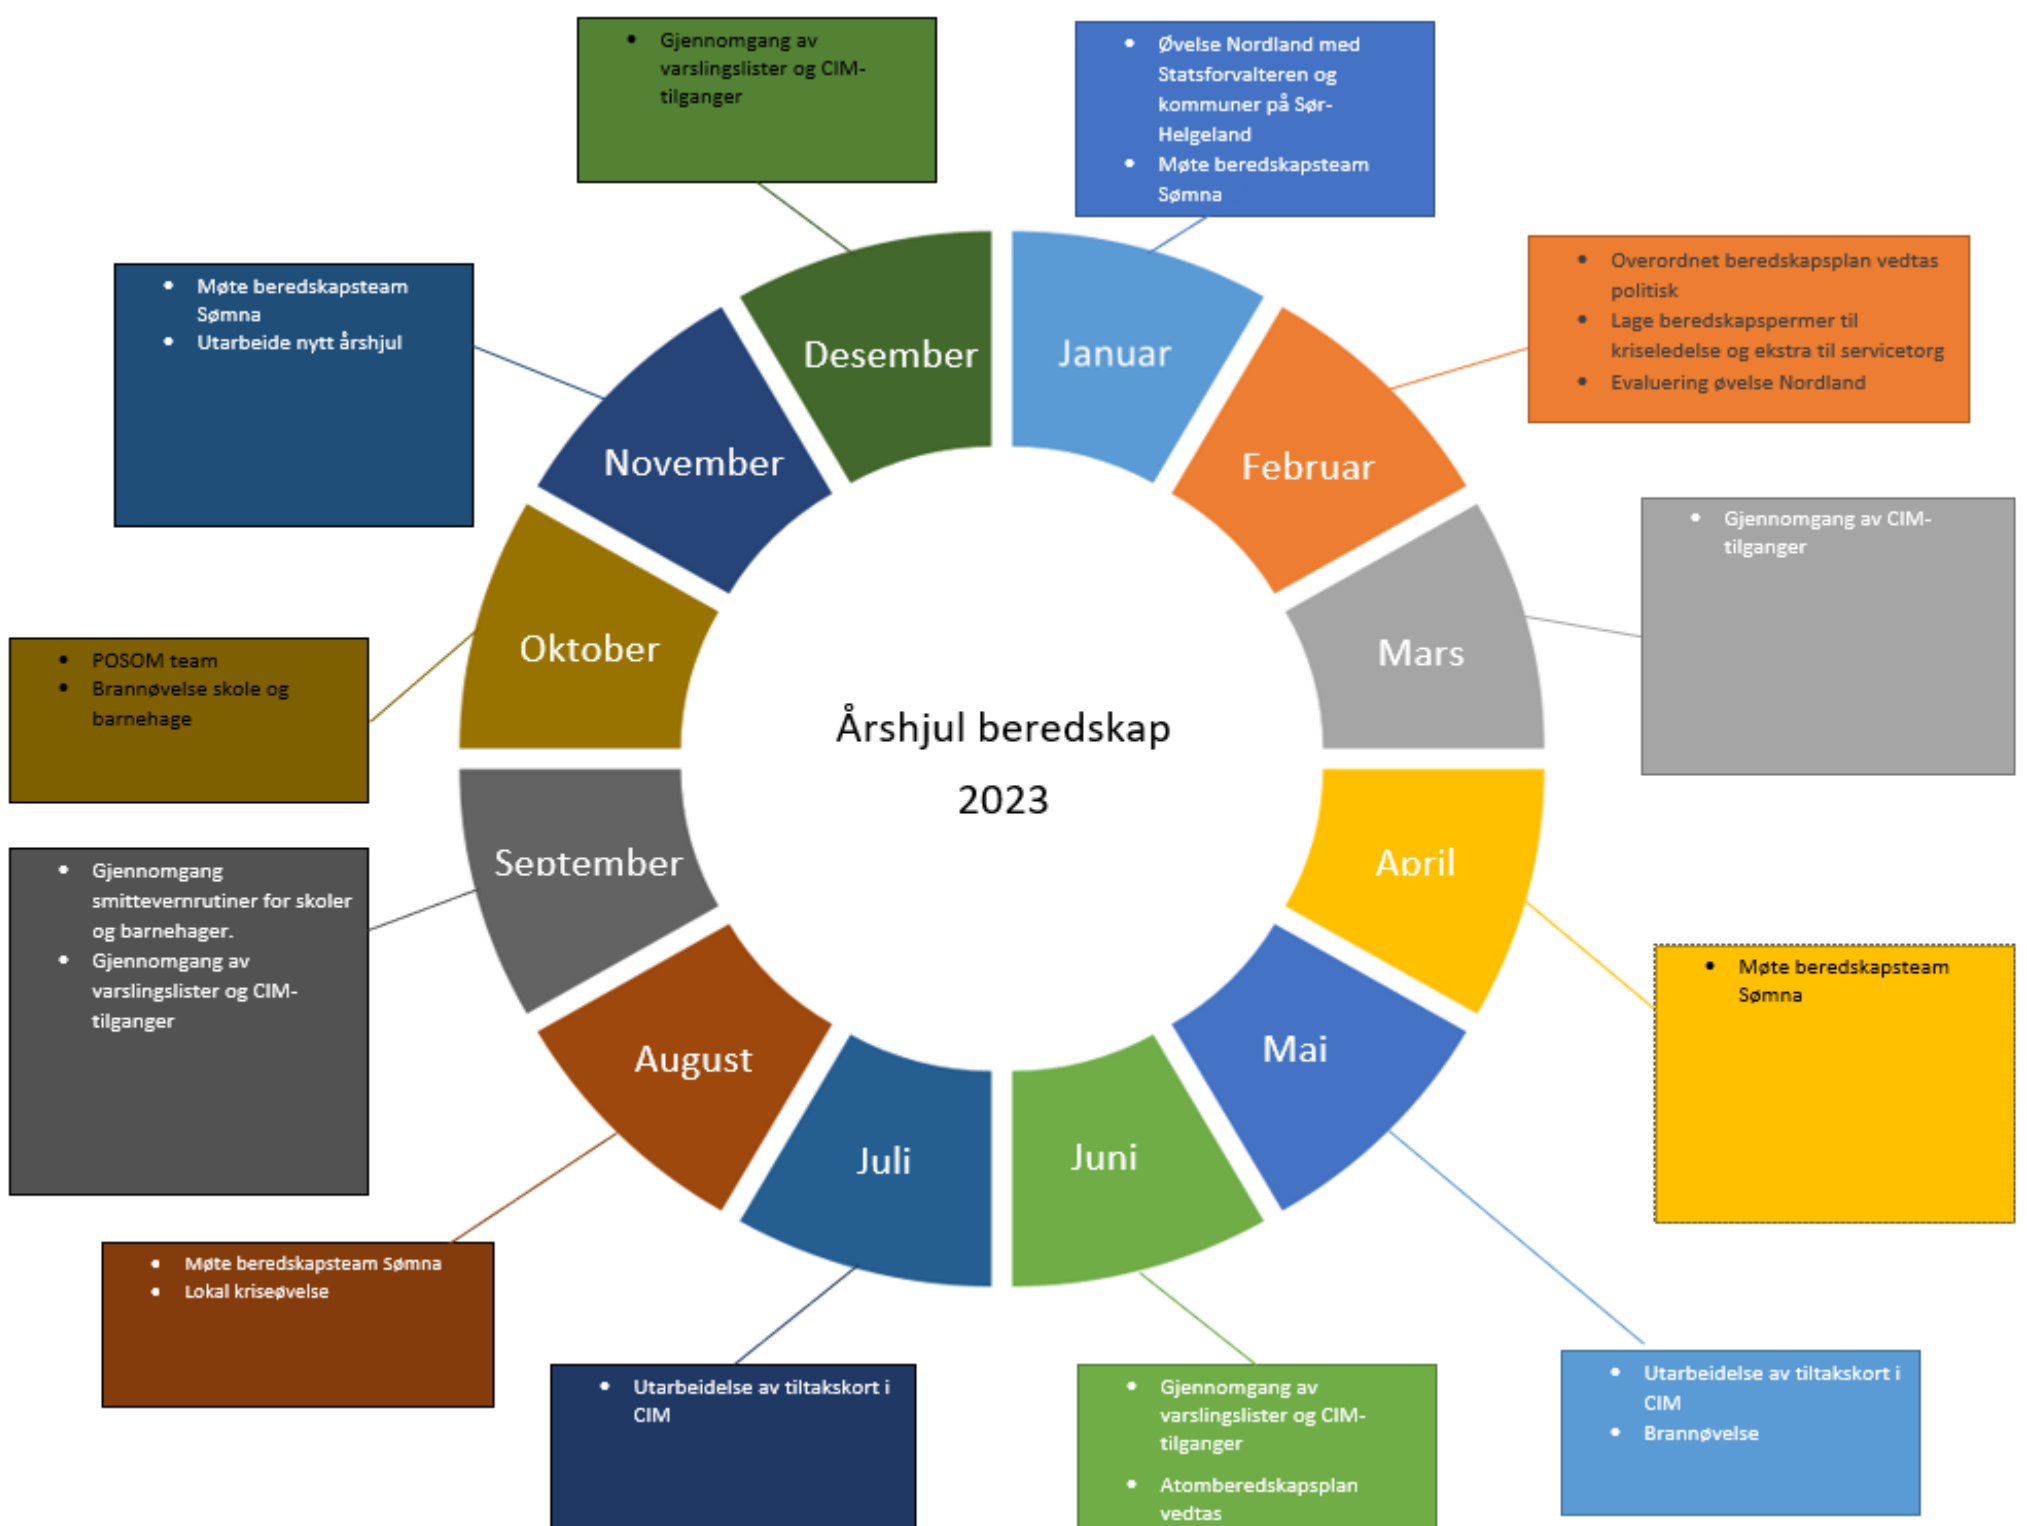 Gjennomgang av
varslingslister og CIM-
tilganger
Øvelse Nordland med
Statsforvalteren og
kommuner på Sør-
Helgeland
Møte beredskapsteam
Sømna
Overordnet beredskapsplan vedtas
politisk
Lage beredskapspermer til
kriseledelse og ekstra til servicetorg
Evaluering øvelse Nordland
Møte beredskapsteam
Sømna
Utarbeide nytt årshjul
Desember
Januar
November
Februar
Gjennomgang av CIM-
tilganger
Oktober
Mars
POSOM team
Brannøvelse skole og
barnehage
Årshjul beredskap
2023
September
April
Gjennomgang
smittevernrutiner for skoler
og barnehager.
Gjennomgang av
varslingslister og CIM-
tilganger
Møte beredskapsteam
Sømna
August
Mai
Juli
Juni
Møte beredskapsteam Sømna
Lokal kriseøvelse
Utarbeidelse av tiltakskort i
CIM
Gjennomgang av
varslingslister og CIM-
tilganger
Atomberedskapsplan
vedtas
Utarbeidelse av tiltakskort i
CIM
Brannøvelse